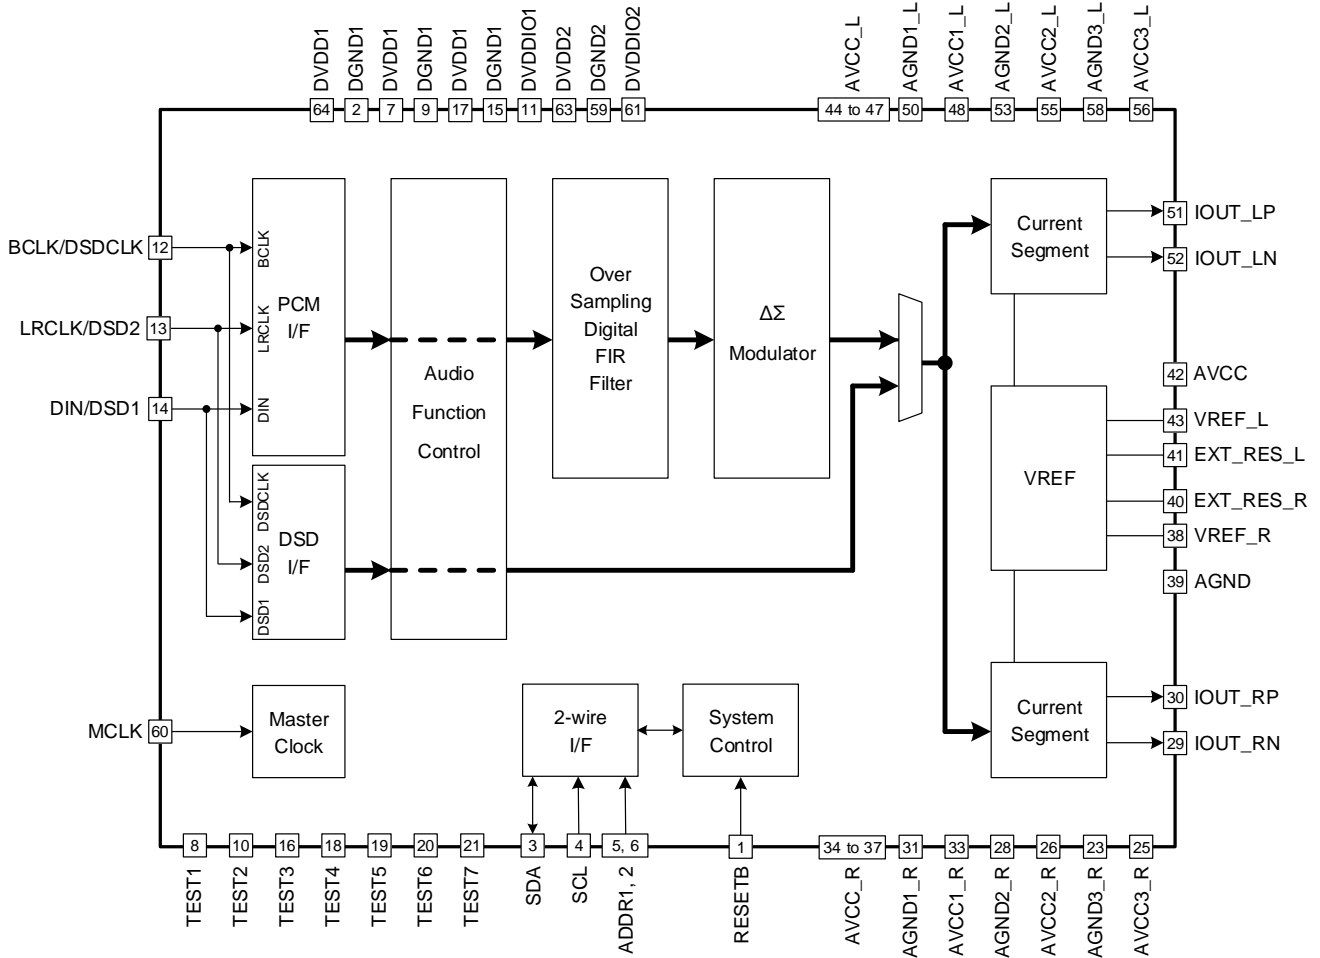 DVDD1 DGND1 DVDD1 DGND1 DVDD1 DGND1 DVDDIO1 DVDD2 DGND2 DVDDIO2
AVCC_L AGND1_L AVCC1_L AGND2_L AVCC2_L AGND3_L AVCC3_L
64 2 7 9 17 15 11 63 59 61
44 to 47 50 48 53 55 58 56
BCLK/DSDCLK 12
LRCLK/DSD2 13
DIN/DSD1 14
MCLK 60
BCLK
LRCLK
DIN
PCM
I/F
DSDCLK
DSD2
DSD1
DSD
I/F
Master
Clock
Audio
Function
Control
Over
Sampling
Digital
FIR
Filter
ΔΣ
Modulator
2-wire
I/F
System
Control
Current
Segment
VREF
Current
Segment
51 IOUT_LP
52 IOUT_LN
42 AVCC
43 VREF_L
41 EXT_RES_L
40 EXT_RES_R
38 VREF_R
39 AGND
30 IOUT_RP
29 IOUT_RN
8 10 16 18 19 20 21 3 4 5, 6 1
34 to 37 31 33 28 26 23 25
TEST1 TEST2 TEST3 TEST4 TEST5 TEST6 TEST7 SDA SCL ADDR1, 2 RESETB
AVCC_R AGND1_R AVCC1_R AGND2_R AVCC2_R AGND3_R AVCC3_R